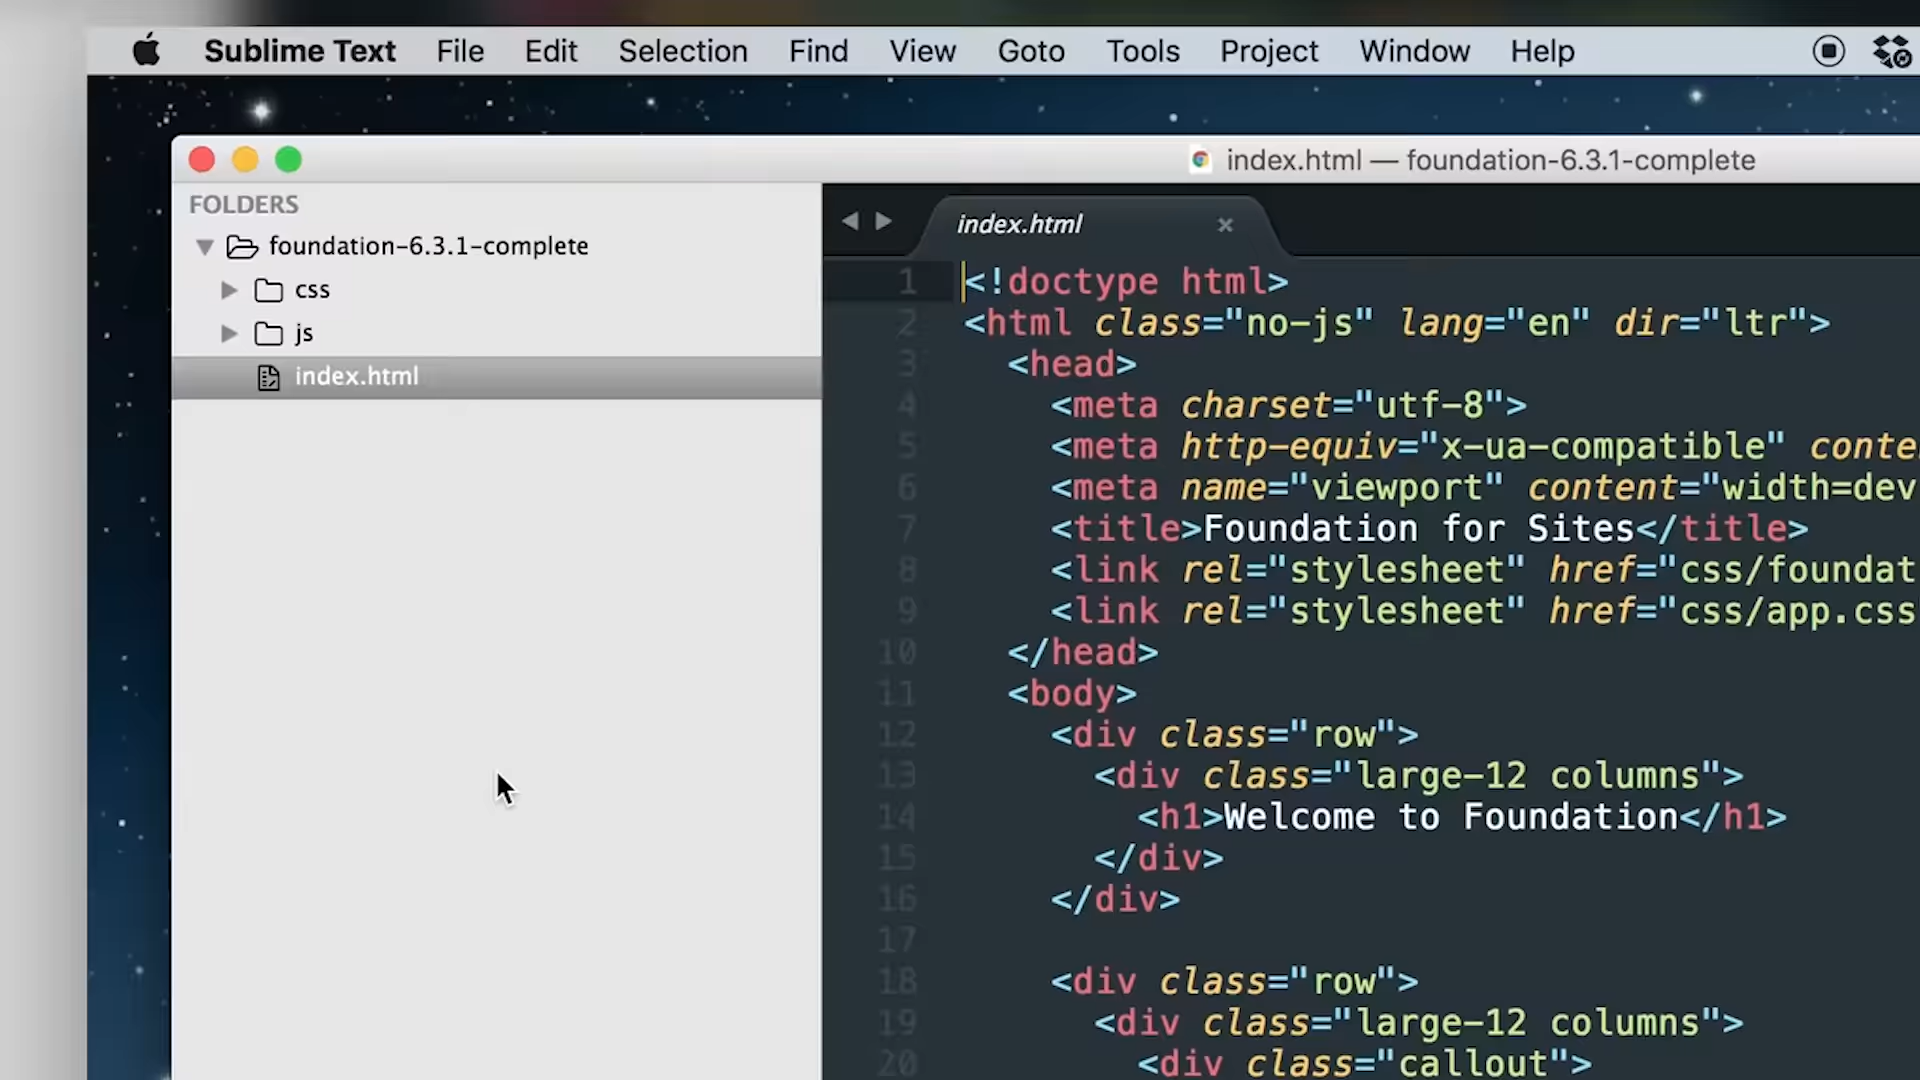 Sublime Text File Edit Selection Find View Goto Tools Project Window Help
index.html — foundation-6.3.1-complete
FOLDERS
foundation-6.3.1-complete
css
js
index.html
index.html
1 <!doctype html>
2 <html class="no-js" lang="en" dir="ltr">
3 <head>
4 <meta charset="utf-8">
5 <meta http-equiv="x-ua-compatible" conte
6 <meta name="viewport" content="width=dev
7 <title>Foundation for Sites</title>
8 <link rel="stylesheet" href="css/foundat
9 <link rel="stylesheet" href="css/app.css
10 </head>
11 <body>
12 <div class="row">
13 <div class="large-12 columns">
14 <h1>Welcome to Foundation</h1>
15 </div>
16 </div>
17
18 <div class="row">
19 <div class="large-12 columns">
20 <div class="callout">